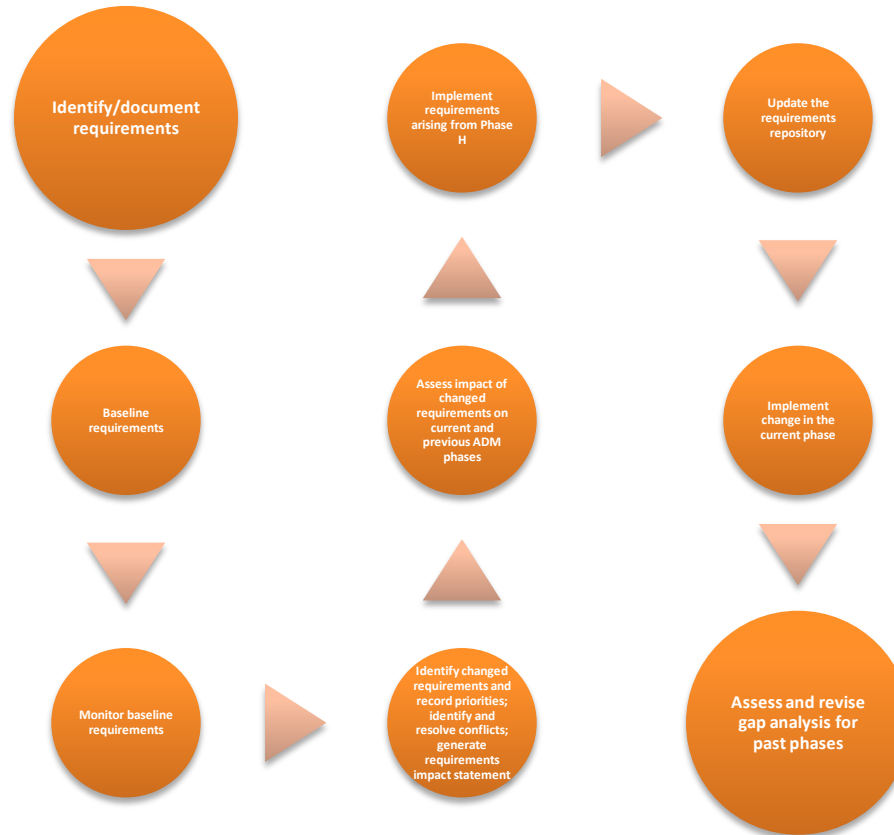 Identify/document
requirements
Baseline
requirements
Monitor baseline
requirements
Identify changed
requirements and
record priorities;
identify and
resolve conflicts;
generate
requirements
impact statement
Assess impact of
changed
requirements on
current and
previous ADM
phases
Implement
requirements
arising from Phase
H
Update the
requirements
repository
Implement
change in the
current phase
Assess and revise
gap analysis for
past phases